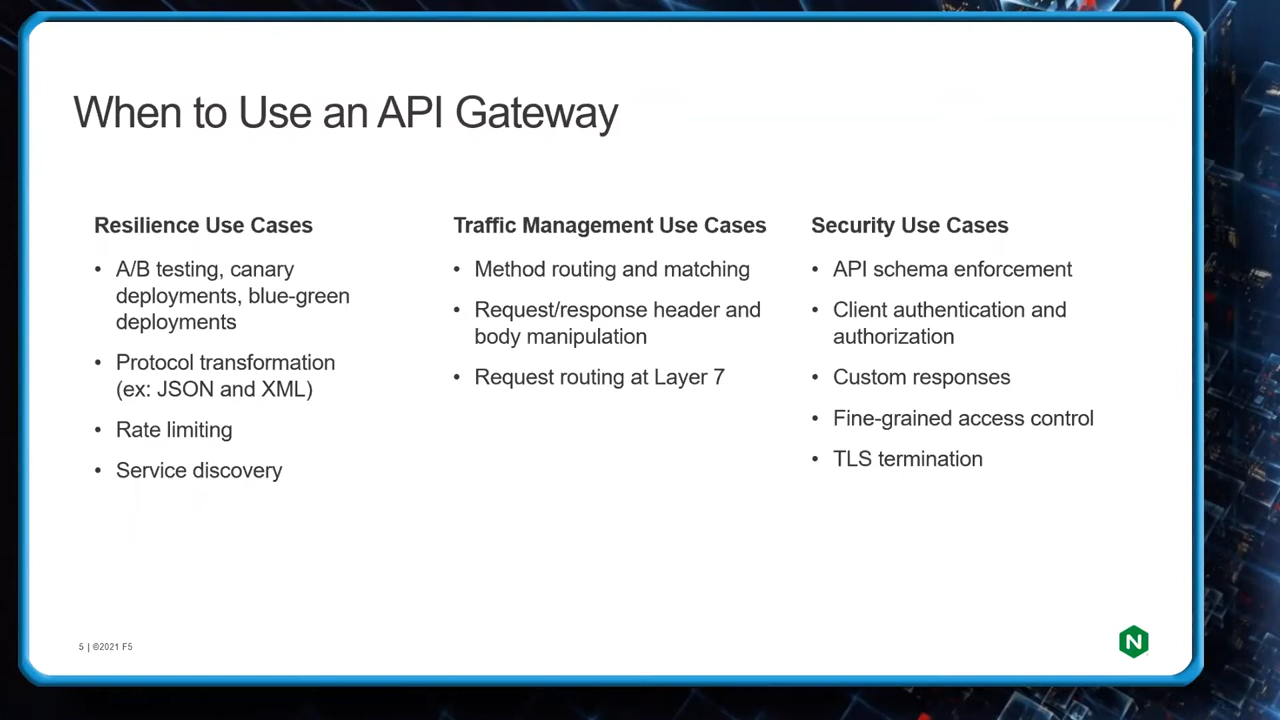 When to Use an API Gateway
Resilience Use Cases
• A/B testing, canary
deployments, blue-green
deployments
• Protocol transformation
(ex: JSON and XML)
• Rate limiting
• Service discovery
Traffic Management Use Cases
• Method routing and matching
• Request/response header and
body manipulation
• Request routing at Layer 7
Security Use Cases
• API schema enforcement
• Client authentication and
authorization
• Custom responses
• Fine-grained access control
• TLS termination
5 | ©2021 F5
N